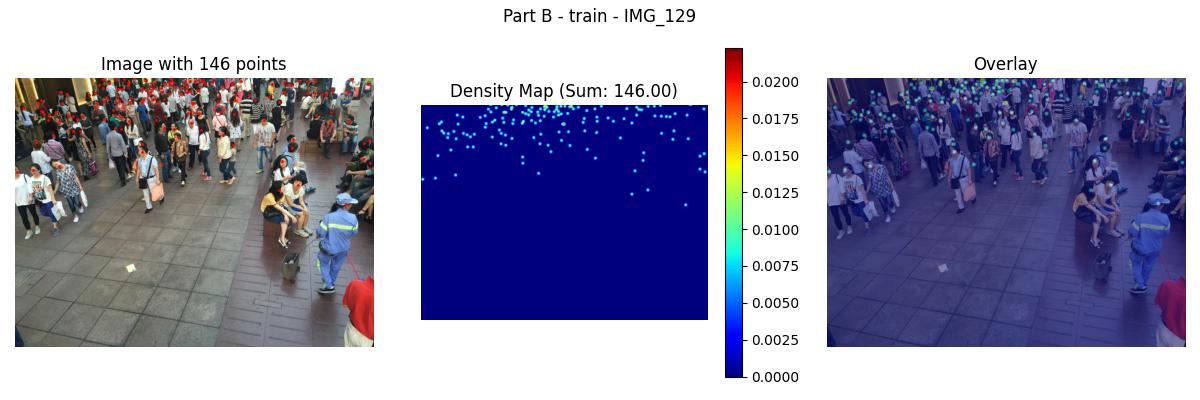 Part B - train - IMG_129
Image with 146 points
Density Map (Sum: 146.00)
Overlay
0.0200
0.0175
0.0150
0.0125
0.0100
0.0075
0.0050
0.0025
0.0000